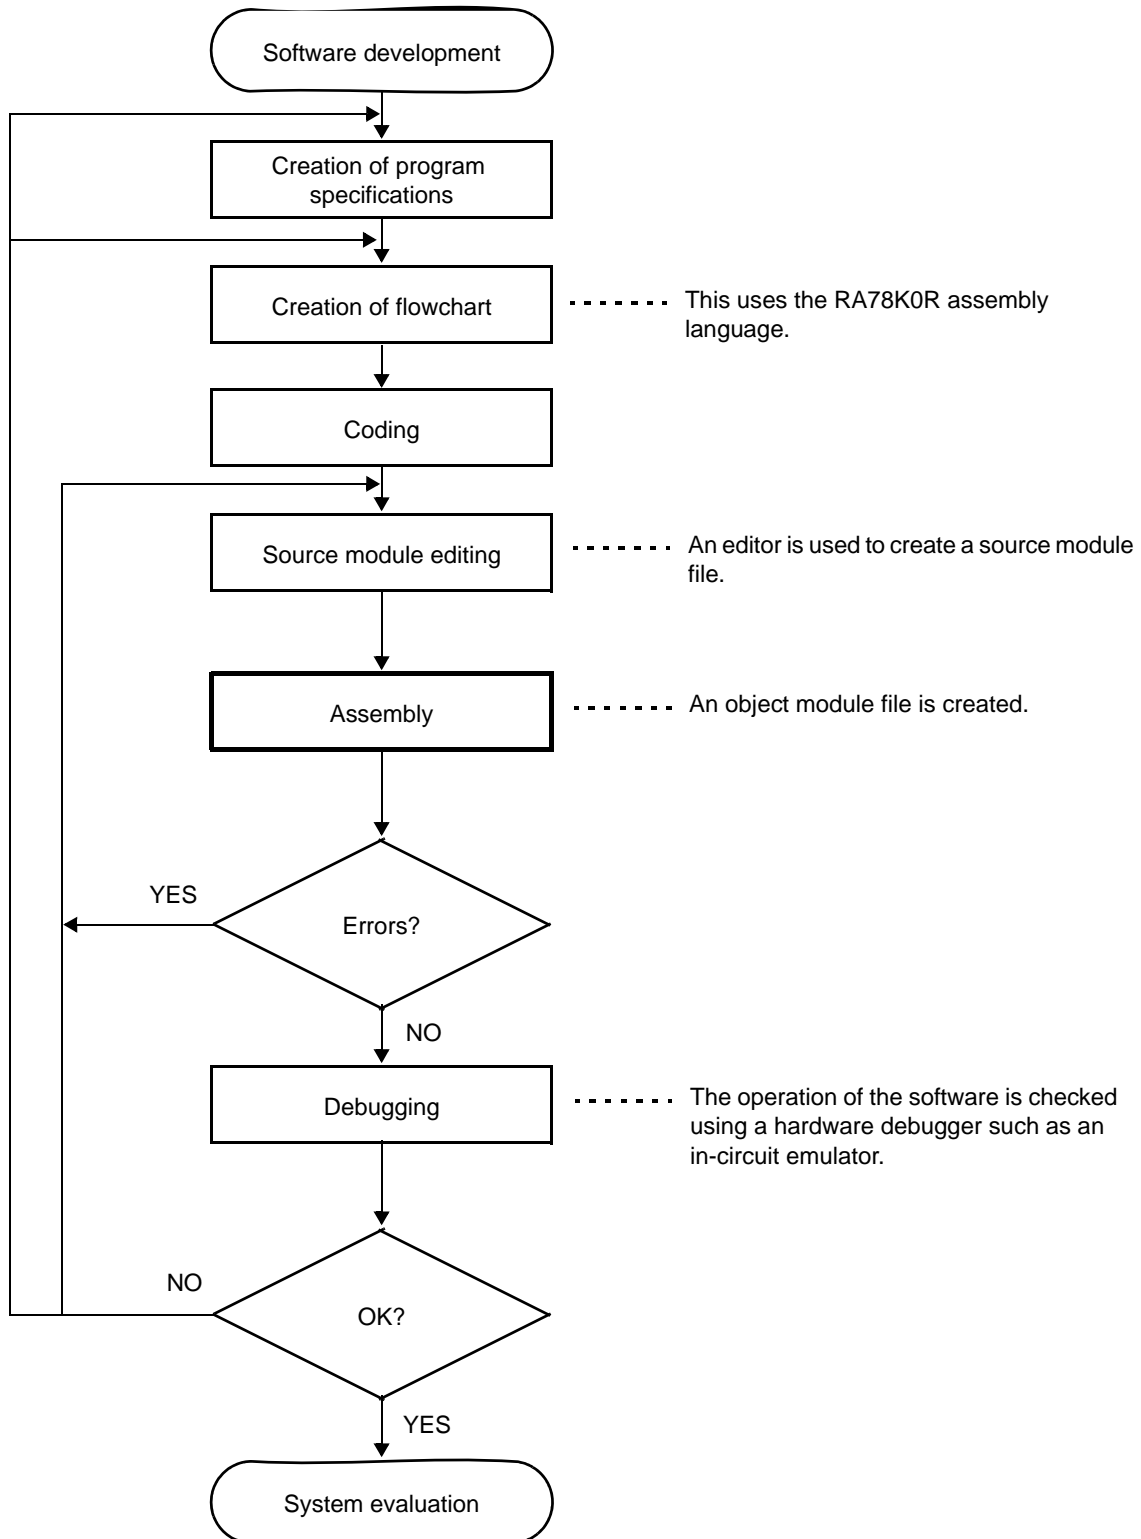 Software development
Creation of program
specifications
Creation of flowchart
This uses the RA78K0R assembly
language.
Coding
Source module editing
An editor is used to create a source module
file.
Assembly
An object module file is created.
YES
Errors?
NO
Debugging
The operation of the software is checked
using a hardware debugger such as an
in-circuit emulator.
NO
OK?
YES
System evaluation